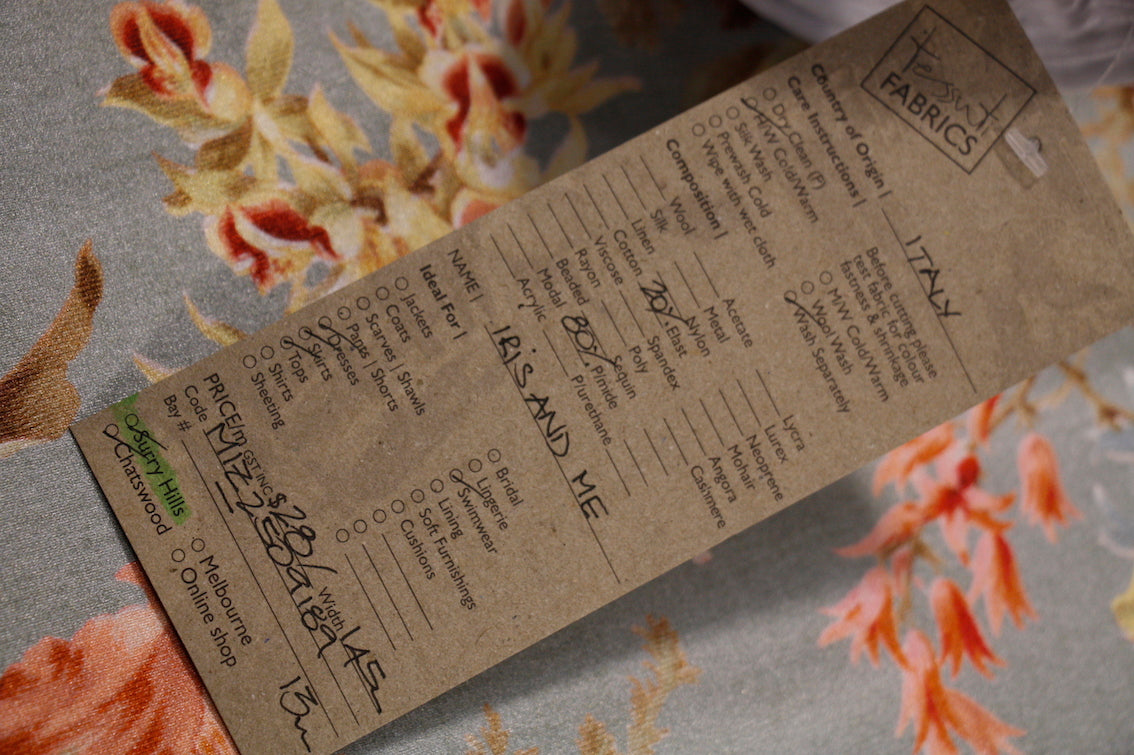 tessuti
FABRICS
Country of Origin | ITALY
Care Instructions |
Dry Clean (P)
H/W Cold/Warm
Silk Wash
Prewash Cold
Wipe with wet cloth
Before cutting please
test fabric for colour
fastness & shrinkage
M/W Cold/Warm
Wool Wash
Wash Separately
Composition |
Wool
Silk
Linen
Cotton
Viscose
Rayon
Beaded
Modal
Acrylic
Acetate
Metal
Nylon
20% Elast
Spandex
Poly
Sequin
80% P/mide
P/urethane
Lycra
Lurex
Neoprene
Mohair
Angora
Cashmere
NAME | IRIS AND ME
Ideal For |
Jackets
Coats
Scarves | Shawls
Pants | Shorts
Dresses
Skirts
Tops
Shirts
Sheeting
Bridal
Lingerie
Swimwear
Lining
Soft Furnishings
Cushions
PRICE/m GST INC $28/ Width 145
Code
Bay # 13m
Surry Hills
Chatswood
Melbourne
Online shop